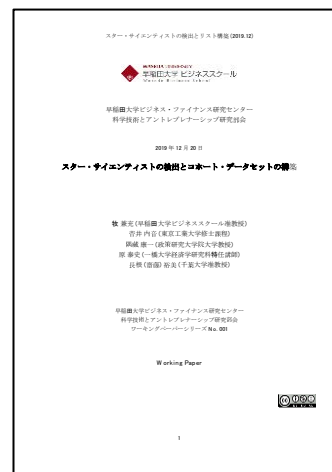 スター・サイエンティストの検出とリスト構築(2019.12)
WASEDA UNIVERSITY
早稲田大学 ビジネススクール
Waseda Business School
早稲田大学ビジネス・ファイナンス研究センター
科学技術とアントレプレナーシップ研究部会
2019 年 12 月 20 日
スター・サイエンティストの検出とコホート・データセットの構築
牧 兼充(早稲田大学ビジネススクール准教授)
菅井 内音(東京工業大学修士課程)
隅藏 康一(政策研究大学院大学教授)
原 泰史(一橋大学経済学研究科特任講師)
長根(齋藤) 裕美(千葉大学准教授)
早稲田大学ビジネス・ファイナンス研究センター
科学技術とアントレプレナーシップ研究部会
ワーキングペーパーシリーズ No. 001
Working Paper
1